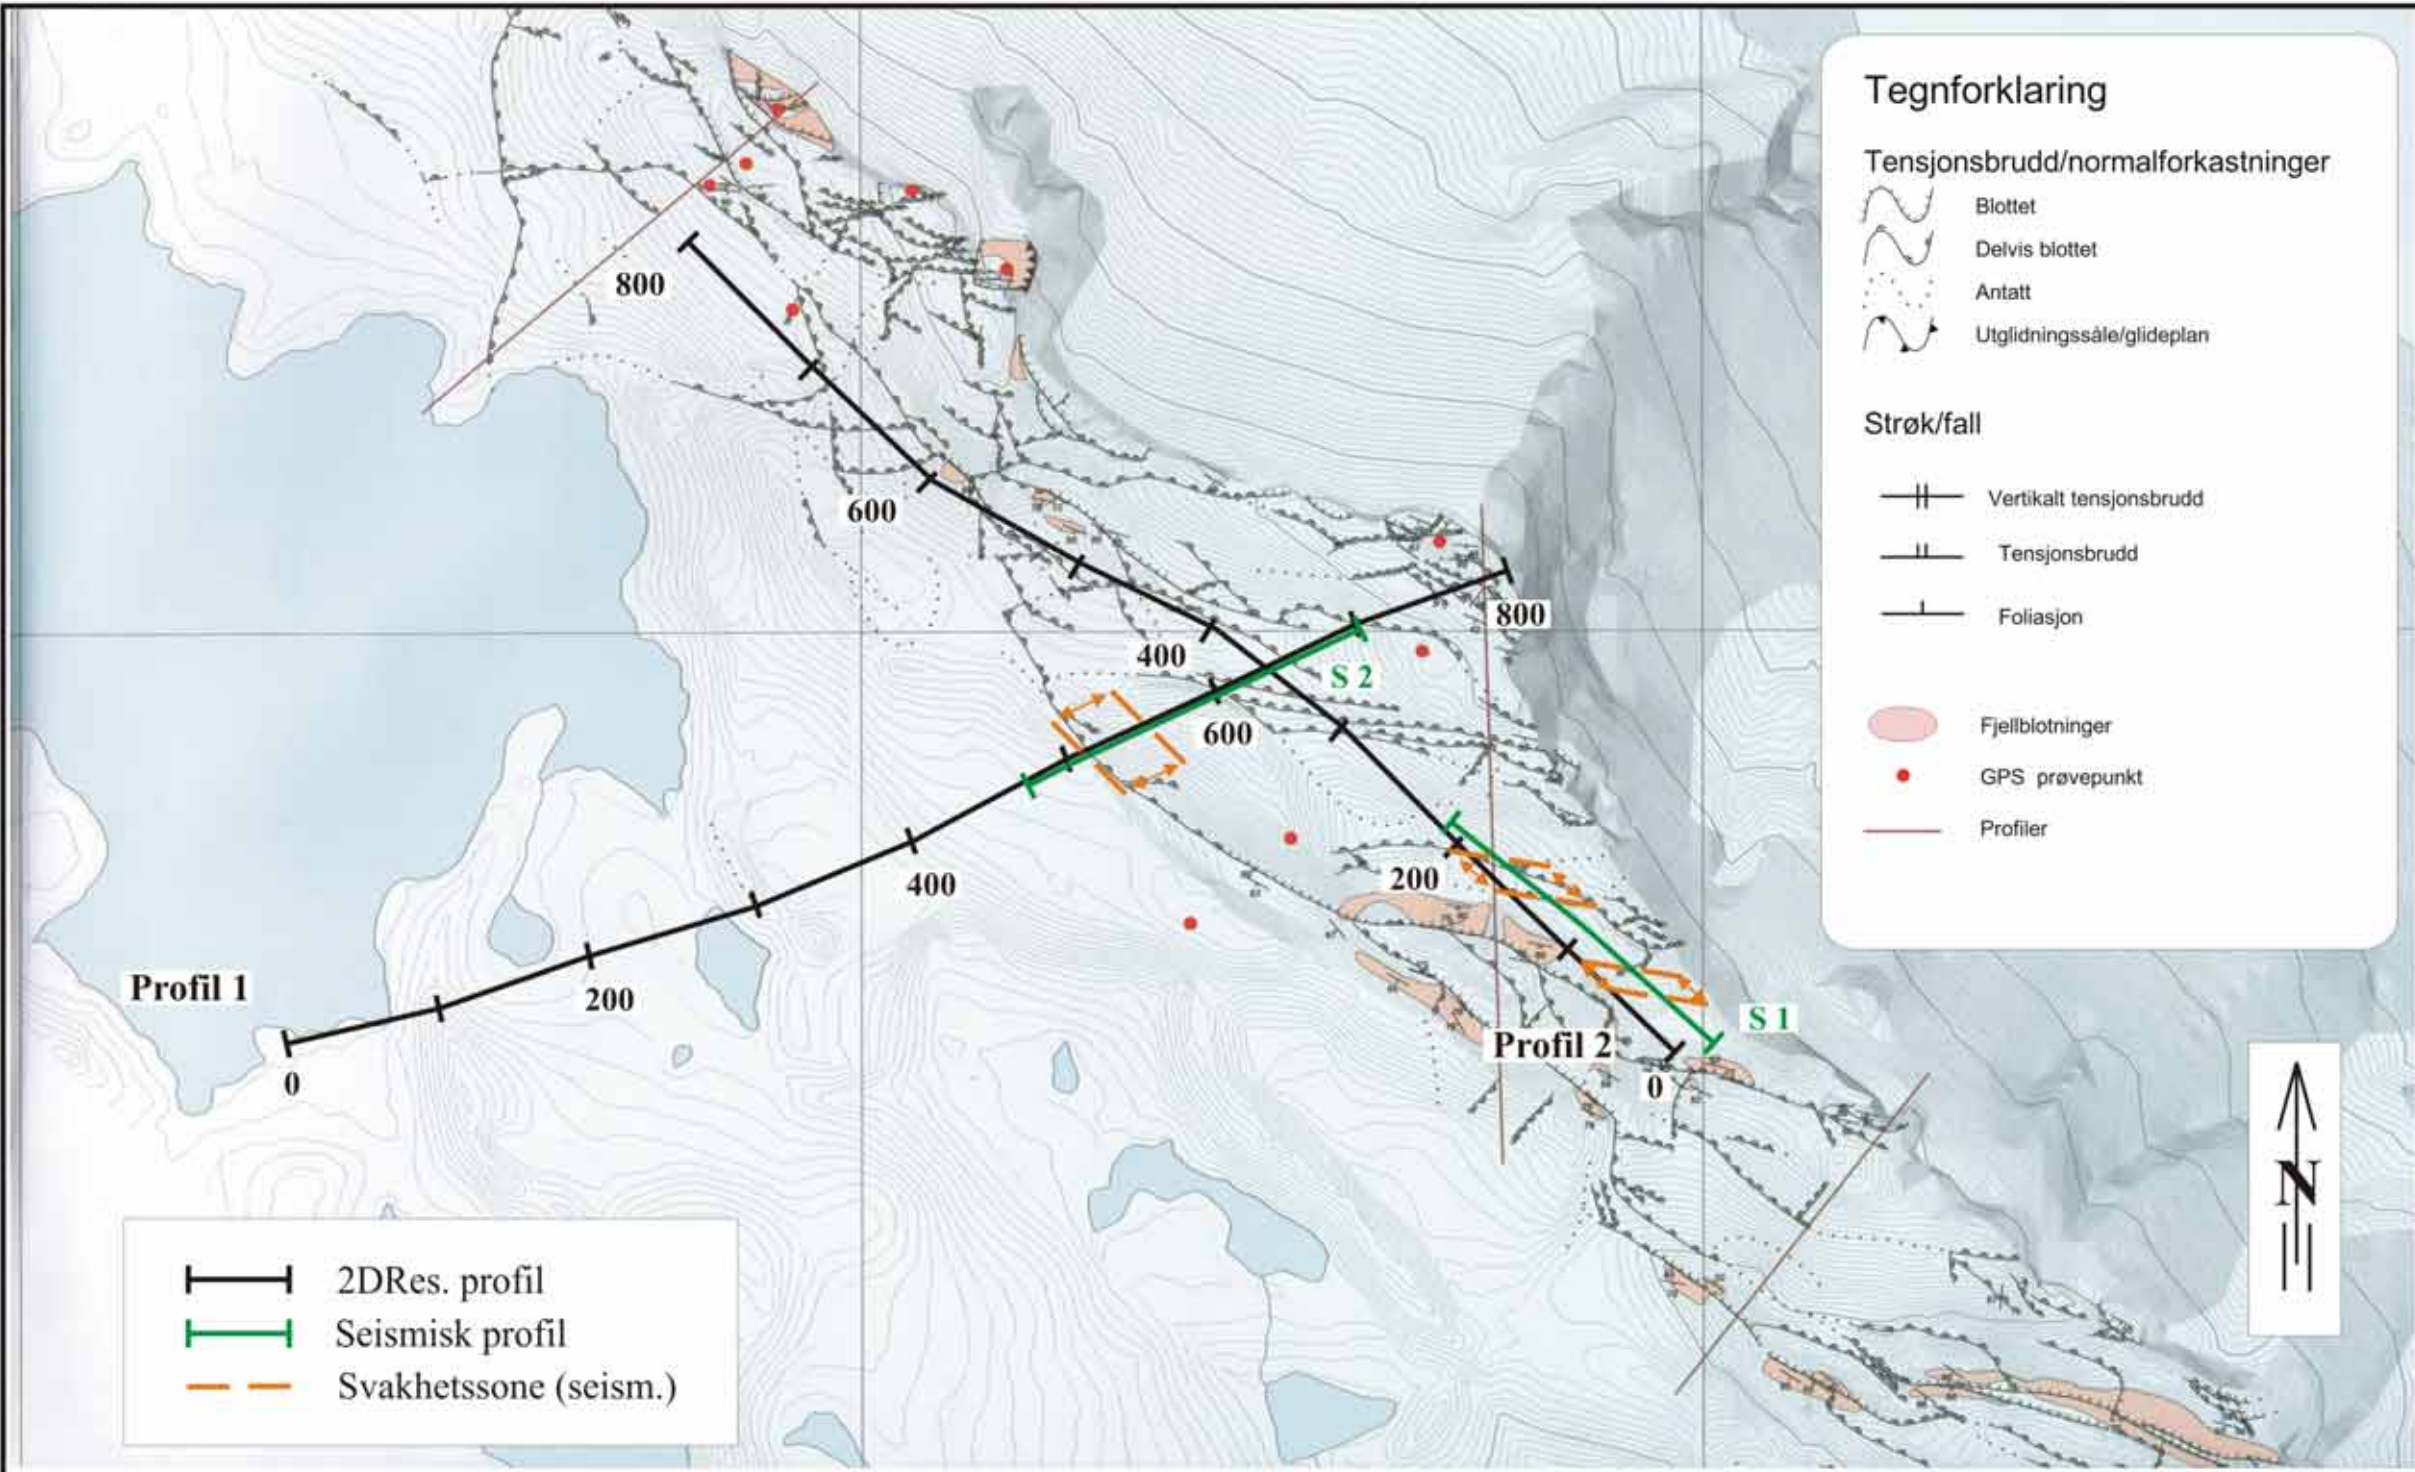 Tegnforklaring
Tensjonsbrudd/normalforkastninger
Blottet
Delvis blottet
Antatt
Utglidningssåle/glideplan
Strøk/fall
Vertikalt tensjonsbrudd
Tensjonsbrudd
Foliasjon
Fjellblotninger
GPS prøvepunkt
Profiler
800
600
400
800
S 2
600
200
400
Profil 1
200
0
S 1
Profil 2
0
N
2DRes. profil
Seismisk profil
Svakhetssone (seism.)